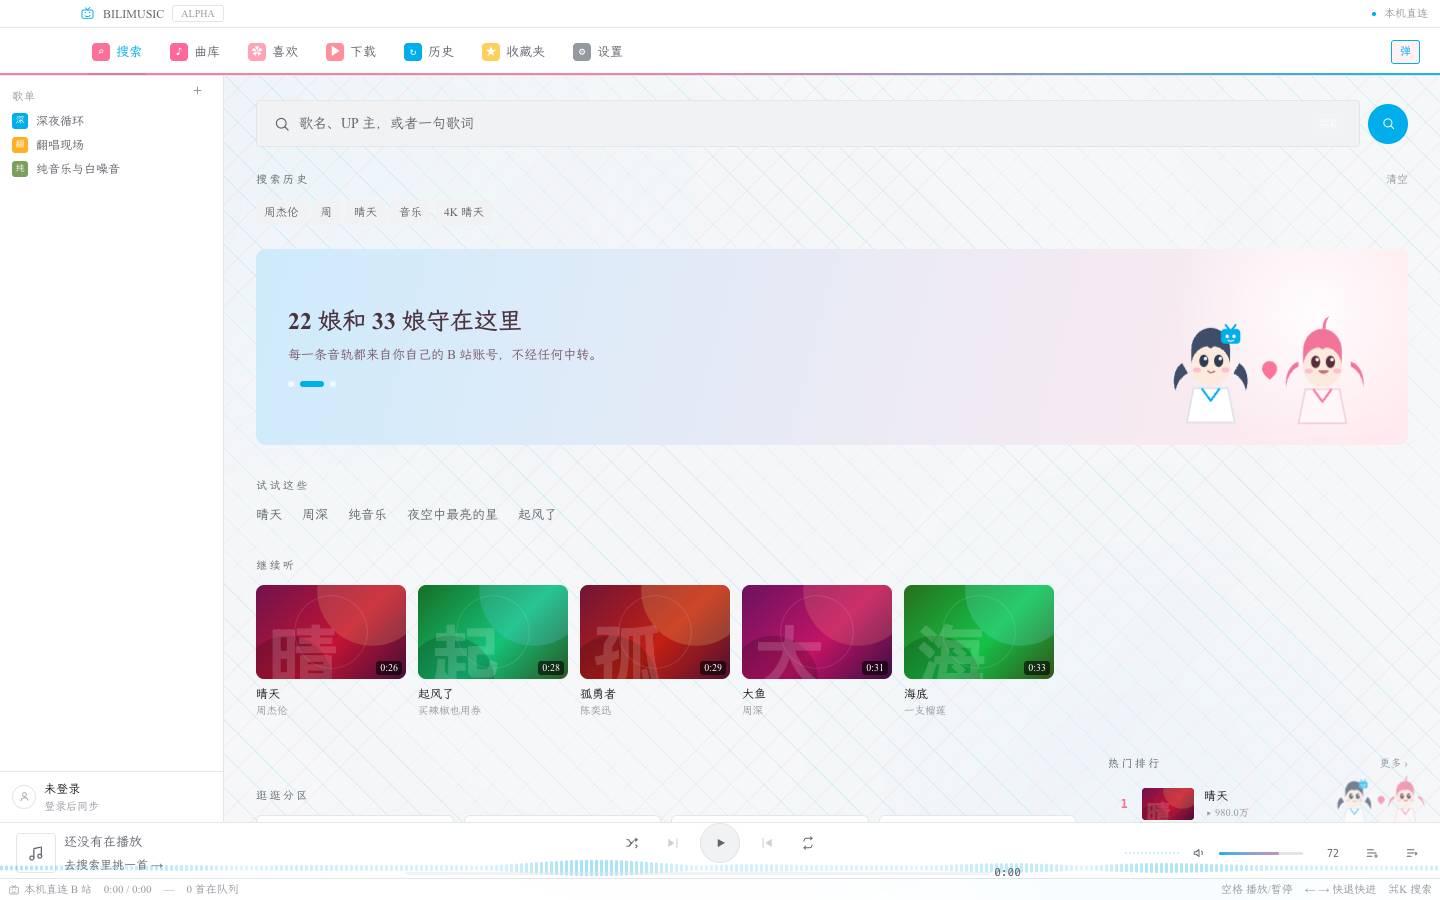 BILIMUSIC ALPHA 本机直连
搜索 曲库 喜欢 下载 历史 收藏夹 设置 弹
歌单 +
深 深夜循环
翻 翻唱现场
纯 纯音乐与白噪音
歌名、UP 主，或者一句歌词
搜索历史 清空
周杰伦 周 晴天 音乐 4K 晴天
22 娘和 33 娘守在这里
每一条音轨都来自你自己的 B 站账号，不经任何中转。
试试这些
晴天 周深 纯音乐 夜空中最亮的星 起风了
继续听
晴 0:26 起 0:28 孤 0:29 大 0:31 海 0:33
晴天 起风了 孤勇者 大鱼 海底
周杰伦 买辣椒也用券 陈奕迅 周深 一支榴莲
热门排行 更多 ›
逛逛分区
1 晴 晴天
980.0万
未登录
登录后同步
还没有在播放
去搜索里挑一首 →
0:00
72
本机直连 B 站 0:00 / 0:00 — 0 首在队列
空格 播放/暂停 ← → 快退快进 ⌘K 搜索